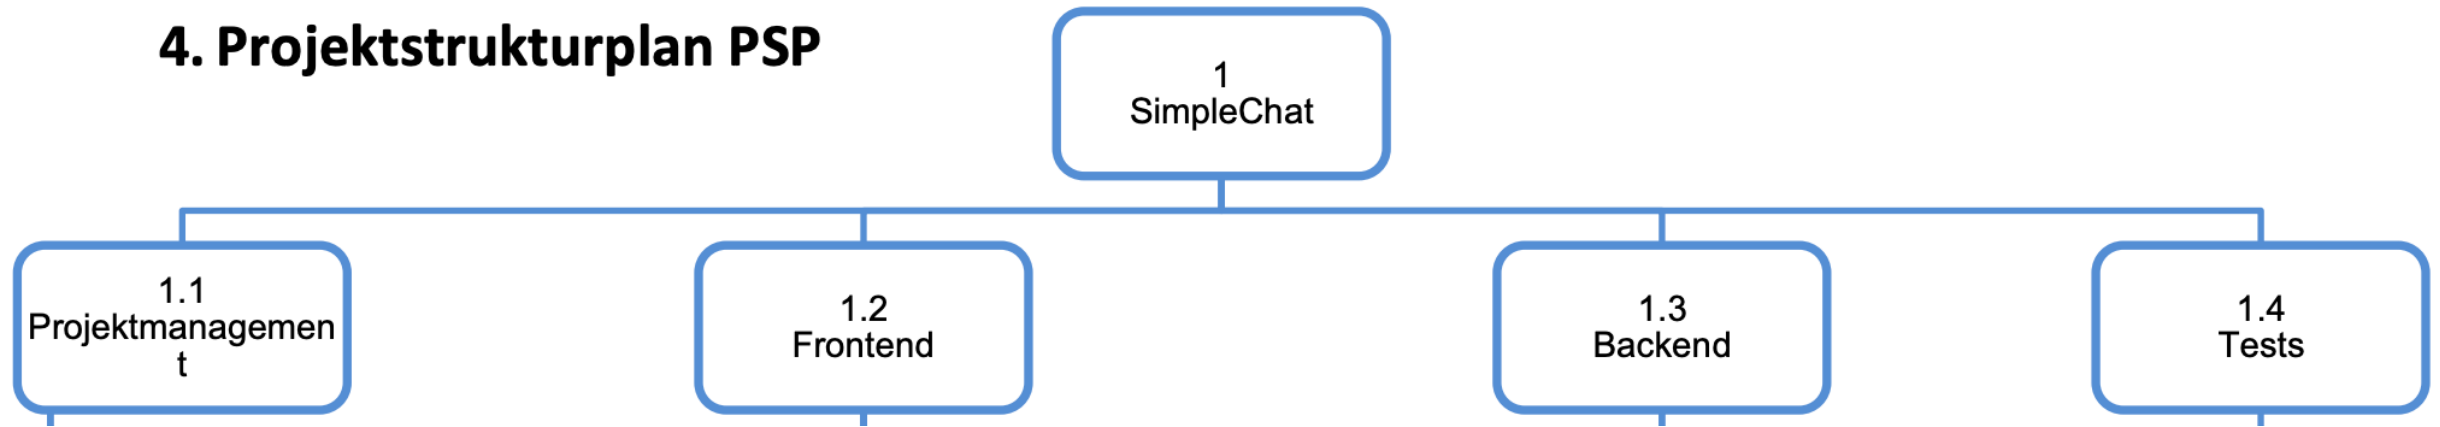 4. Projektstrukturplan PSP
1
SimpleChat
1.1
Projektmanagemen
t
1.2
Frontend
1.3
Backend
1.4
Tests